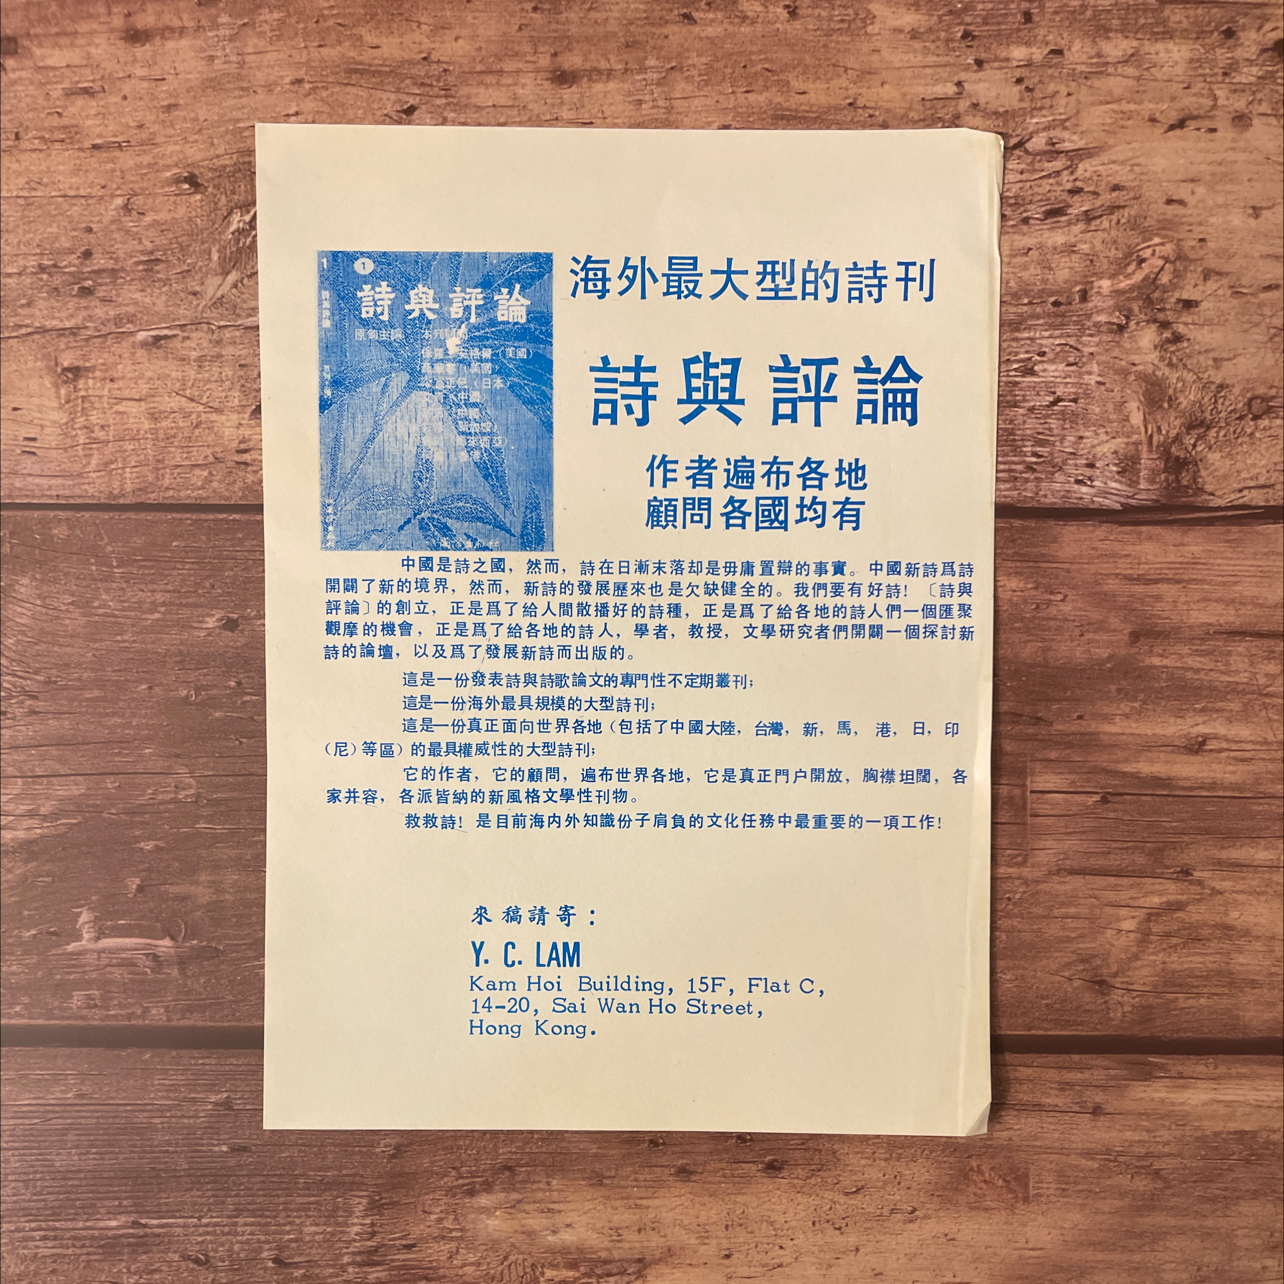 1
1
詩與評論
（美國）
（日本）
海外最大型的詩刊
詩與評論
作者遍布各地
顧問各國均有
中國是詩之國，然而，詩在日漸末落却是毋庸置辯的事實。中國新詩爲詩
開闢了新的境界，然而，新詩的發展歷來也是欠缺健全的。我們要有好詩！〔詩與
評論〕的創立，正是爲了給人間散播好的詩種，正是爲了給各地的詩人們一個匯聚
觀摩的機會，正是爲了給各地的詩人，學者，教授，文學研究者們開闢一個探討新
詩的論壇，以及爲了發展新詩而出版的。
這是一份發表詩與詩歌論文的專門性不定期叢刊；
這是一份海外最具規模的大型詩刊；
這是一份真正面向世界各地（包括了中國大陸，台灣，新，馬，港，日，印
（尼）等區）的最具權威性的大型詩刊；
它的作者，它的顧問，遍布世界各地，它是真正門户開放，胸襟坦闊，各
家并容，各派皆納的新風格文學性刊物。
救救詩！是目前海内外知識份子肩負的文化任務中最重要的一項工作！
來稿請寄：
Y. C. LAM
Kam Hoi Building, 15F, Flat C,
14-20, Sai Wan Ho Street,
Hong Kong.